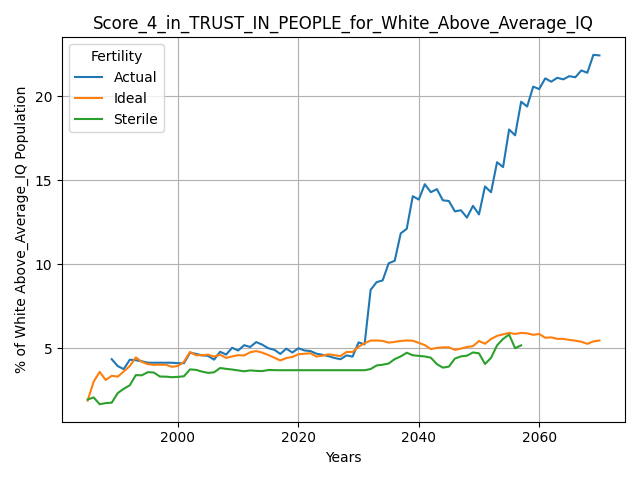 Score_4_in_TRUST_IN_PEOPLE_for_White_Above_Average_IQ
Fertility
Actual
Ideal
Sterile
% of White Above_Average_IQ Population
20
15
10
5
2000
2020
2040
2060
Years